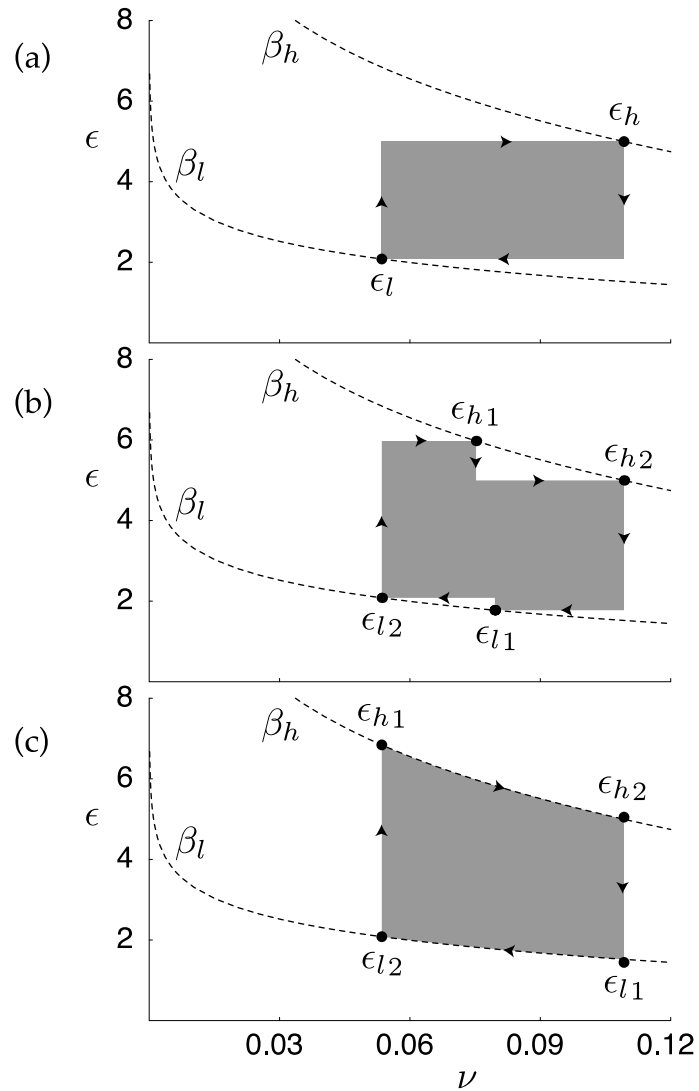 (a)
8
6
4
2
ϵ
β_h
β_l
ϵ_h
ϵ_l
(b)
8
6
4
2
ϵ
β_h
β_l
ϵ_{h1}
ϵ_{h2}
ϵ_{l2}
ϵ_{l1}
(c)
8
6
4
2
ϵ
β_h
β_l
ϵ_{h1}
ϵ_{h2}
ϵ_{l2}
ϵ_{l1}
0.03 0.06 0.09 0.12
ν